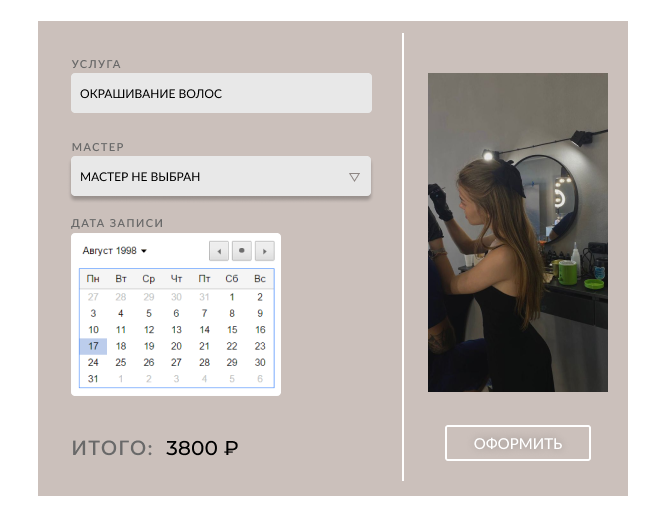 УСЛУГА
ОКРАШИВАНИЕ ВОЛОС
МАСТЕР
МАСТЕР НЕ ВЫБРАН
ДАТА ЗАПИСИ
Август 1998
Пн Вт Ср Чт Пт Сб Вс
27 28 29 30 31 1 2
3 4 5 6 7 8 9
10 11 12 13 14 15 16
17 18 19 20 21 22 23
24 25 26 27 28 29 30
31 1 2 3 4 5 6
ИТОГО: 3800 ₽
ОФОРМИТЬ